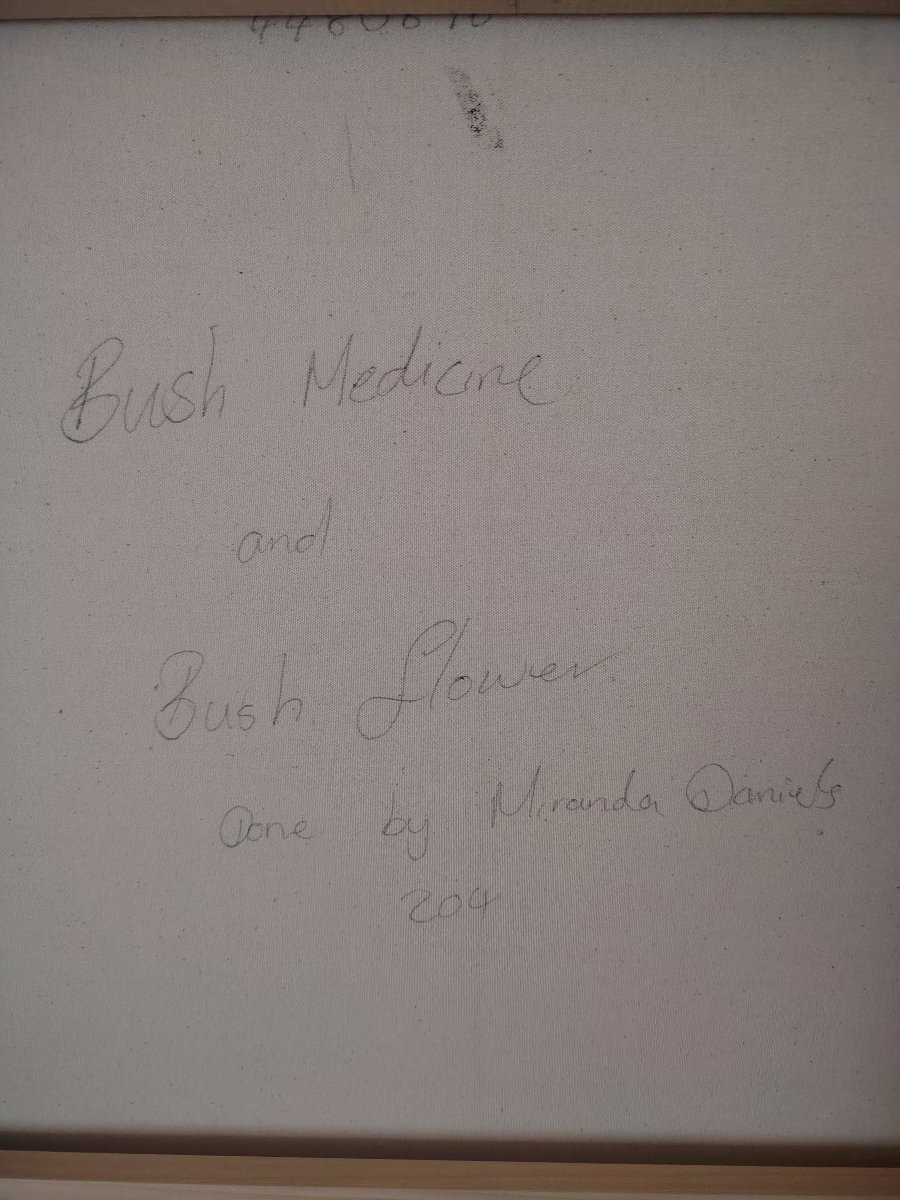 Bush Medicine
and
Bush flower
Done by Miranda Daniels
204